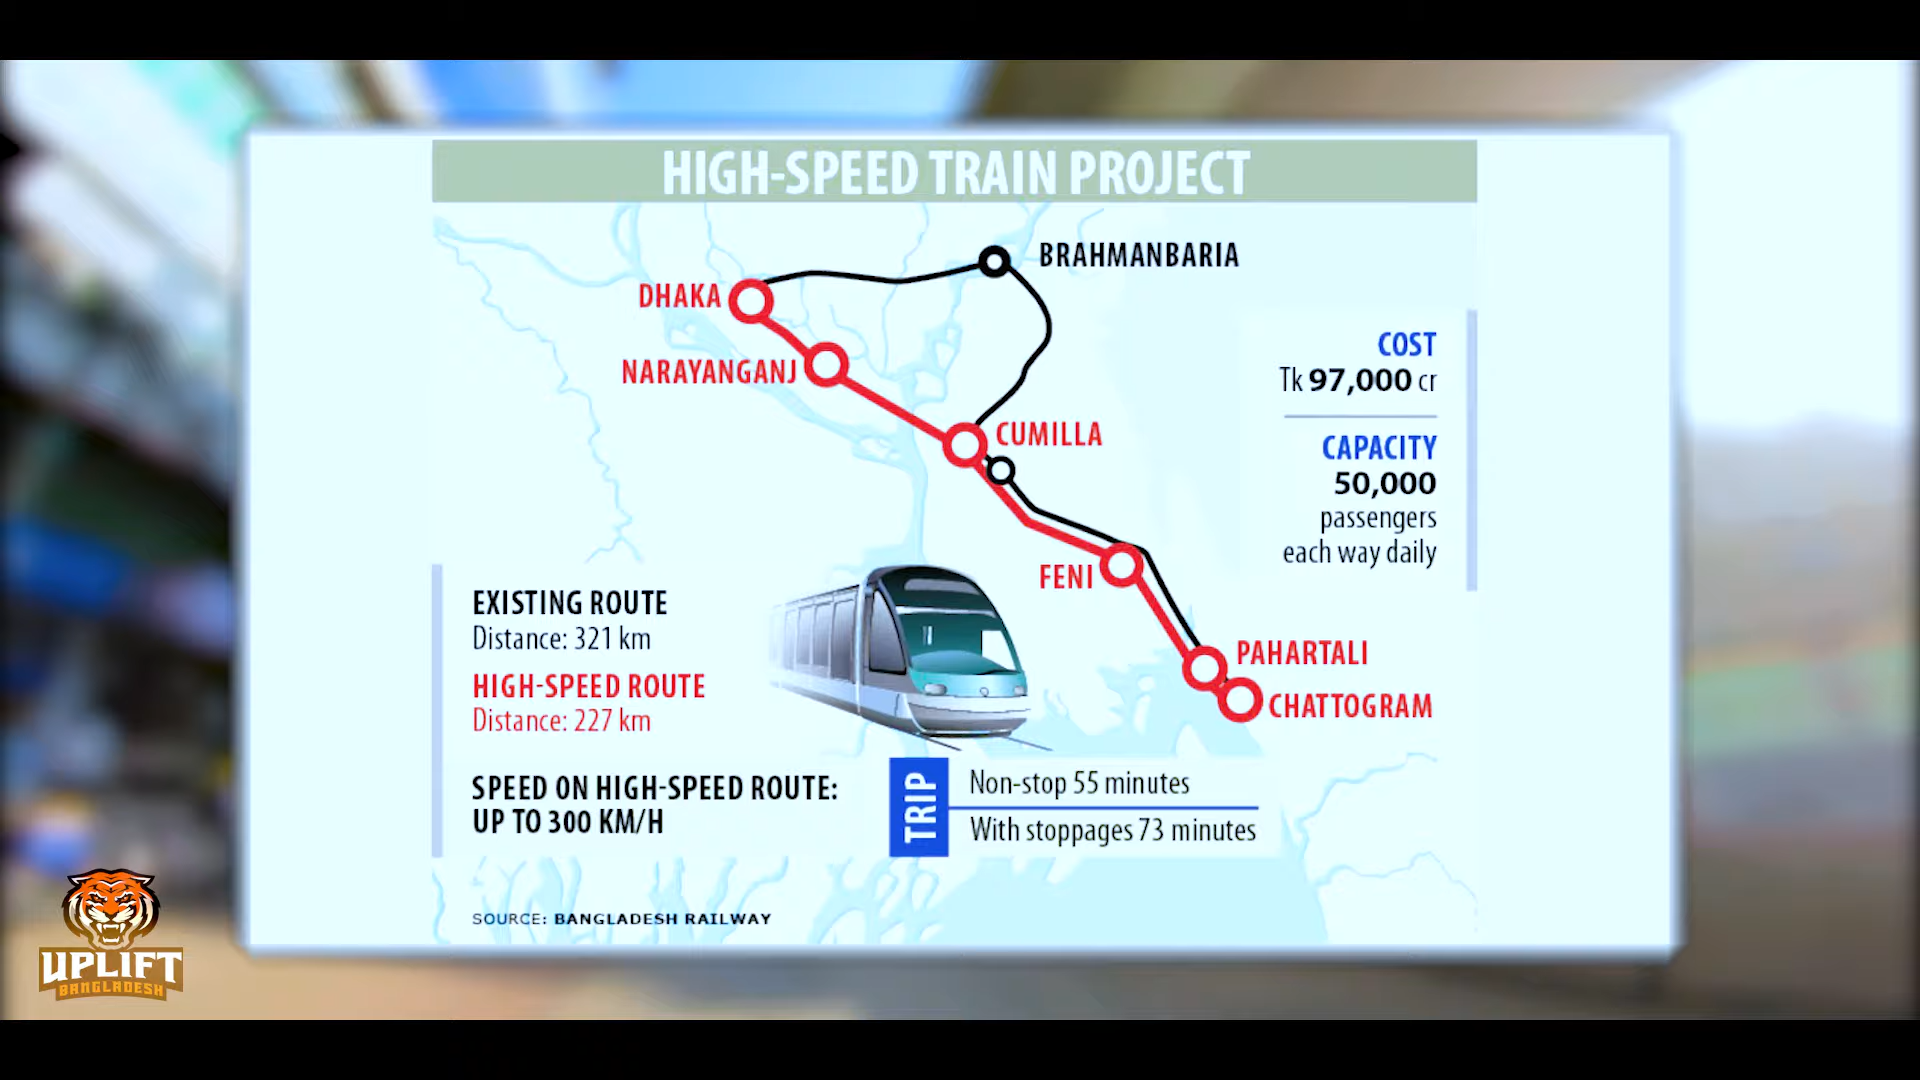 HIGH-SPEED TRAIN PROJECT
BRAHMANBARIA
DHAKA
NARAYANGANJ
CUMILLA
FENI
PAHARTALI
CHATTOGRAM
COST
Tk 97,000 cr
CAPACITY
50,000
passengers
each way daily
EXISTING ROUTE
Distance: 321 km
HIGH-SPEED ROUTE
Distance: 227 km
SPEED ON HIGH-SPEED ROUTE:
UP TO 300 KM/H
TRIP
Non-stop 55 minutes
With stoppages 73 minutes
SOURCE: BANGLADESH RAILWAY
UPLIFT
BANGLADESH